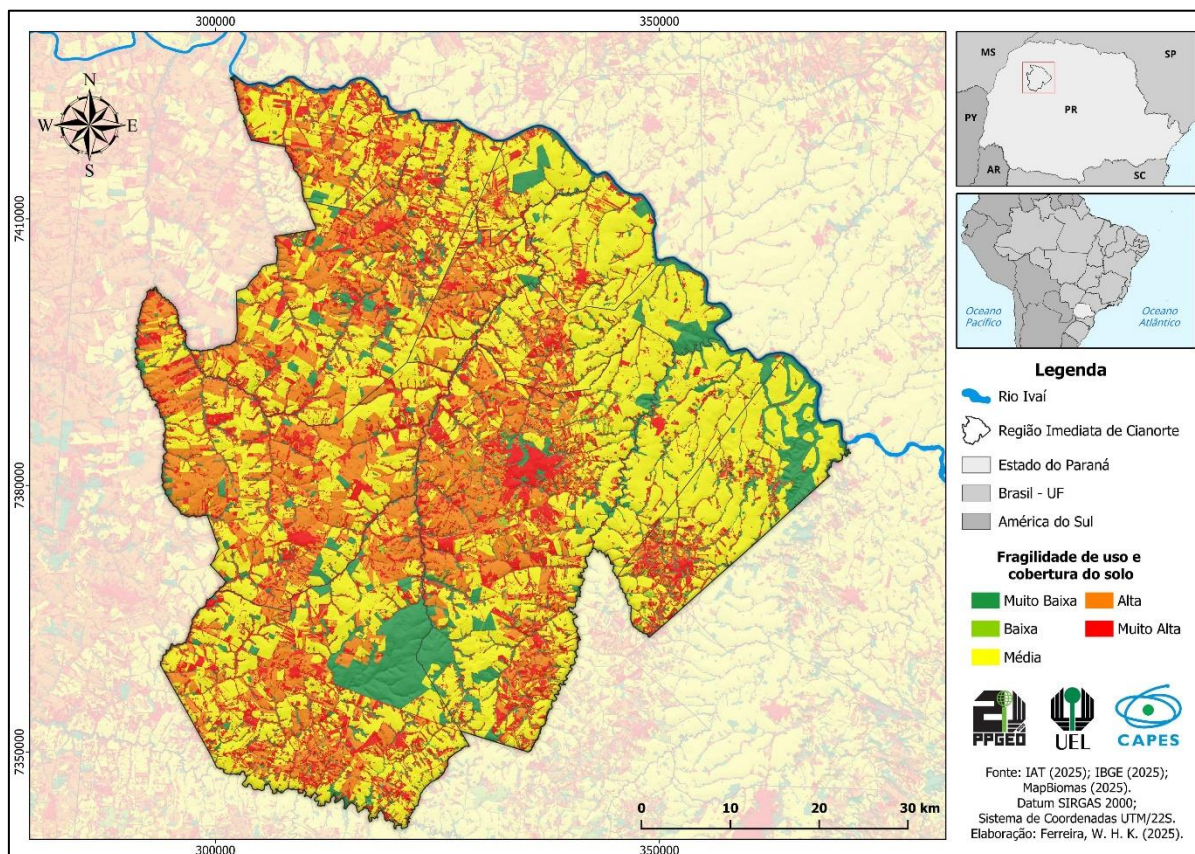 300000
350000
N
W
E
S
7410000
7380000
7350000
0
10
20
30 km
300000
350000
MS
SP
PR
PY
AR
SC
Oceano
Pacífico
Oceano
Atlântico
Legenda
Rio Ivaí
Região Imediata de Cianorte
Estado do Paraná
Brasil - UF
América do Sul
Fragilidade de uso e
cobertura do solo
Muito Baixa
Alta
Baixa
Muito Alta
Média
PPGEO
UEL
CAPES
Fonte: IAT (2025); IBGE (2025);
MapBiomas (2025).
Datum SIRGAS 2000;
Sistema de Coordenadas UTM/22S.
Elaboração: Ferreira, W. H. K. (2025).